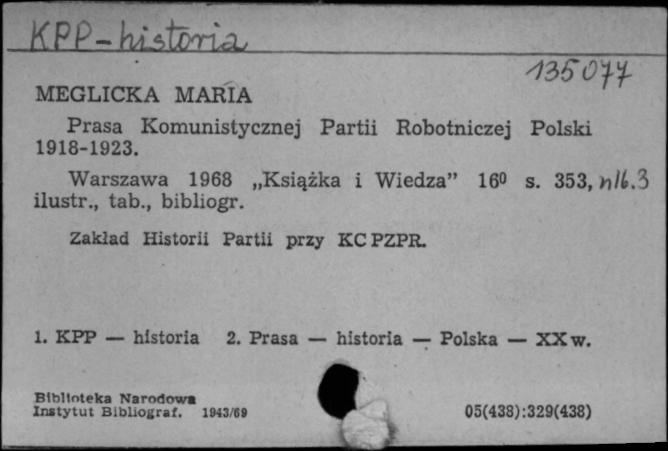 KPP - historia
135077
MEGLICKA MARIA
Prasa Komunistycznej Partii Robotniczej Polski
1918-1923.
Warszawa 1968 „Książka i Wiedza” 16⁰ s. 353, nlb. 3
ilustr., tab., bibliogr.
Zakład Historii Partii przy KC PZPR.
1. KPP — historia 2. Prasa — historia — Polska — XX w.
Biblioteka Narodowa
Instytut Bibliograf. 1943/69
05(438):329(438)